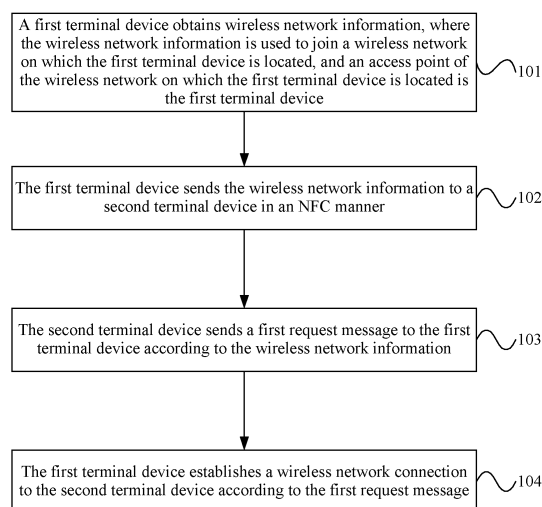 A first terminal device obtains wireless network information, where
the wireless network information is used to join a wireless network
on which the first terminal device is located, and an access point
of the wireless network on which the first terminal device is located is
the first terminal device
101
The first terminal device sends the wireless network information to a
second terminal device in an NFC manner
102
The second terminal device sends a first request message to the first
terminal device according to the wireless network information
103
The first terminal device establishes a wireless network connection
to the second terminal device according to the first request message
104